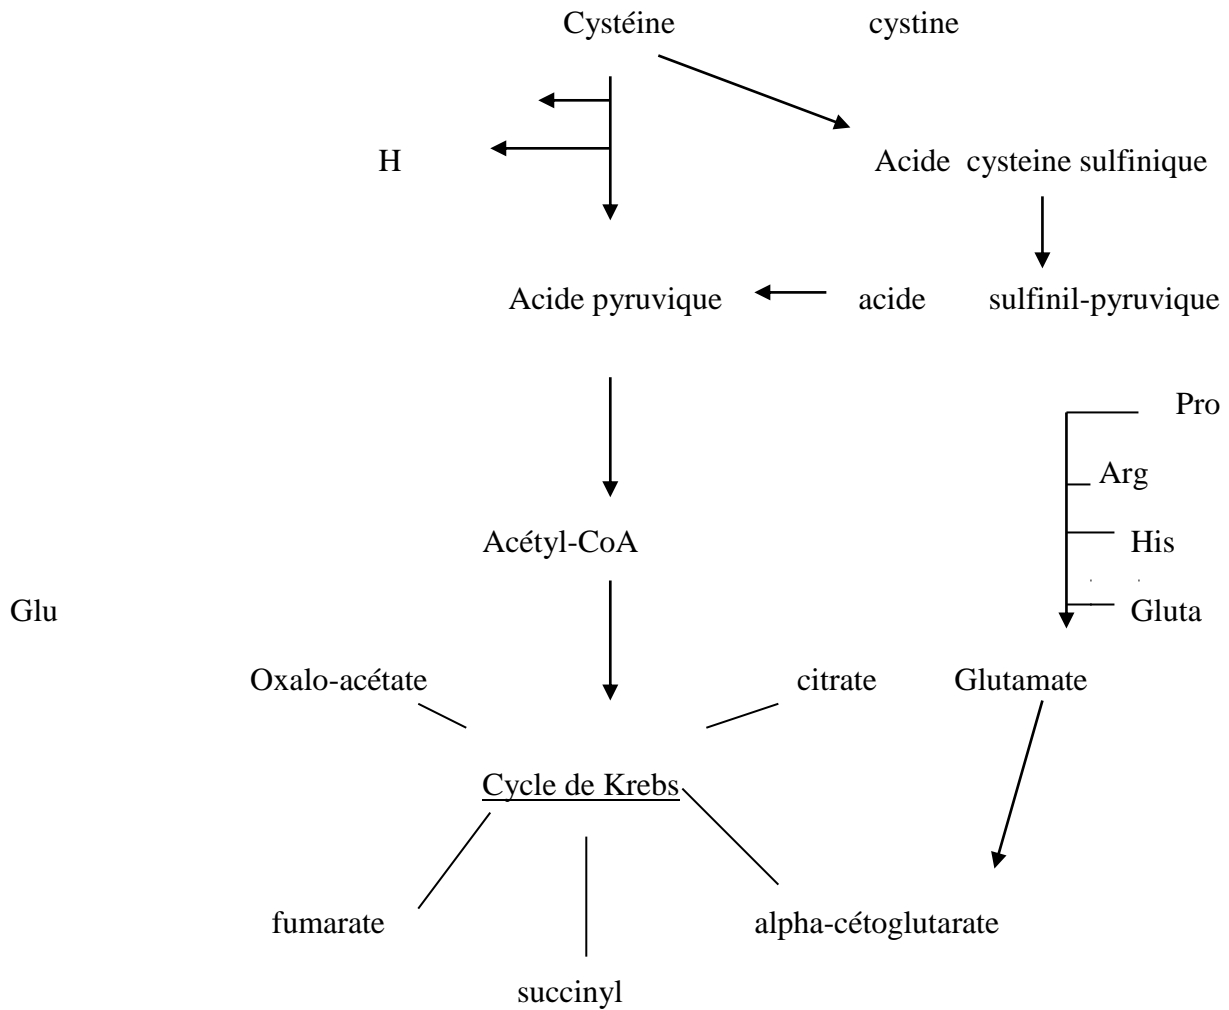 Cystéine cystine
H Acide cysteine sulfinique
Acide pyruvique acide sulfinil-pyruvique
Pro
Arg
Acétyl-CoA His
Glu Gluta
Oxalo-acétate citrate Glutamate
Cycle de Krebs
fumarate alpha-cétoglutarate
succinyl